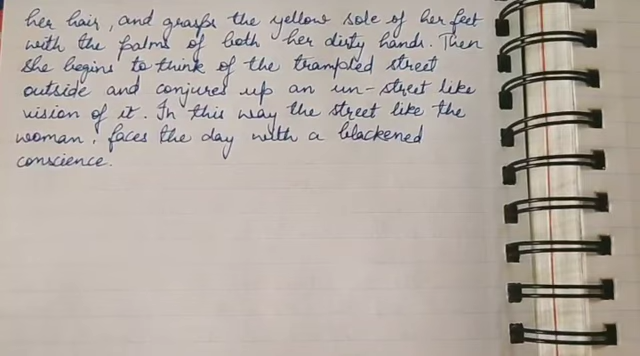 her hair, and grasps the yellow sole of her feet
with the palms of both her dirty hands. Then
she begins to think of the trampled street
outside and conjures up an un-street like
vision of it. In this way the street like the
woman, faces the day with a blackened
conscience.